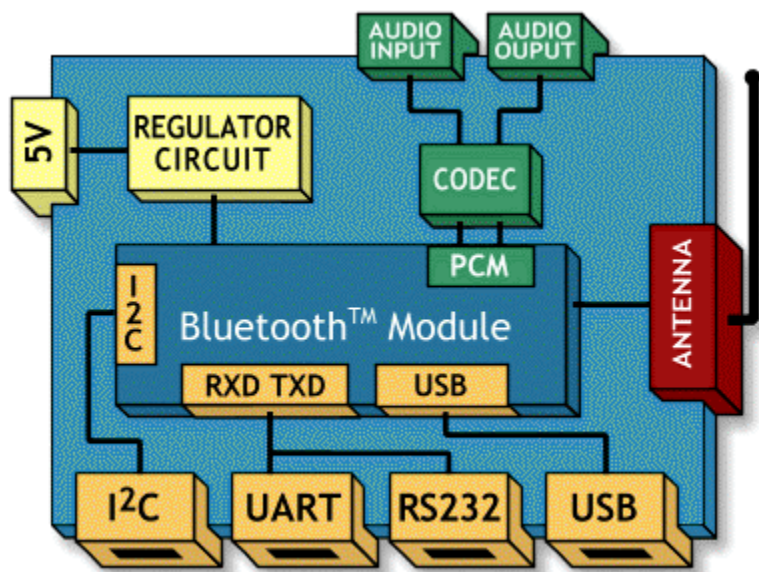 AUDIO
INPUT
AUDIO
OUPUT
5V
REGULATOR
CIRCUIT
CODEC
PCM
I2C
Bluetooth™ Module
ANTENNA
RXD TXD
USB
I²C
UART
RS232
USB